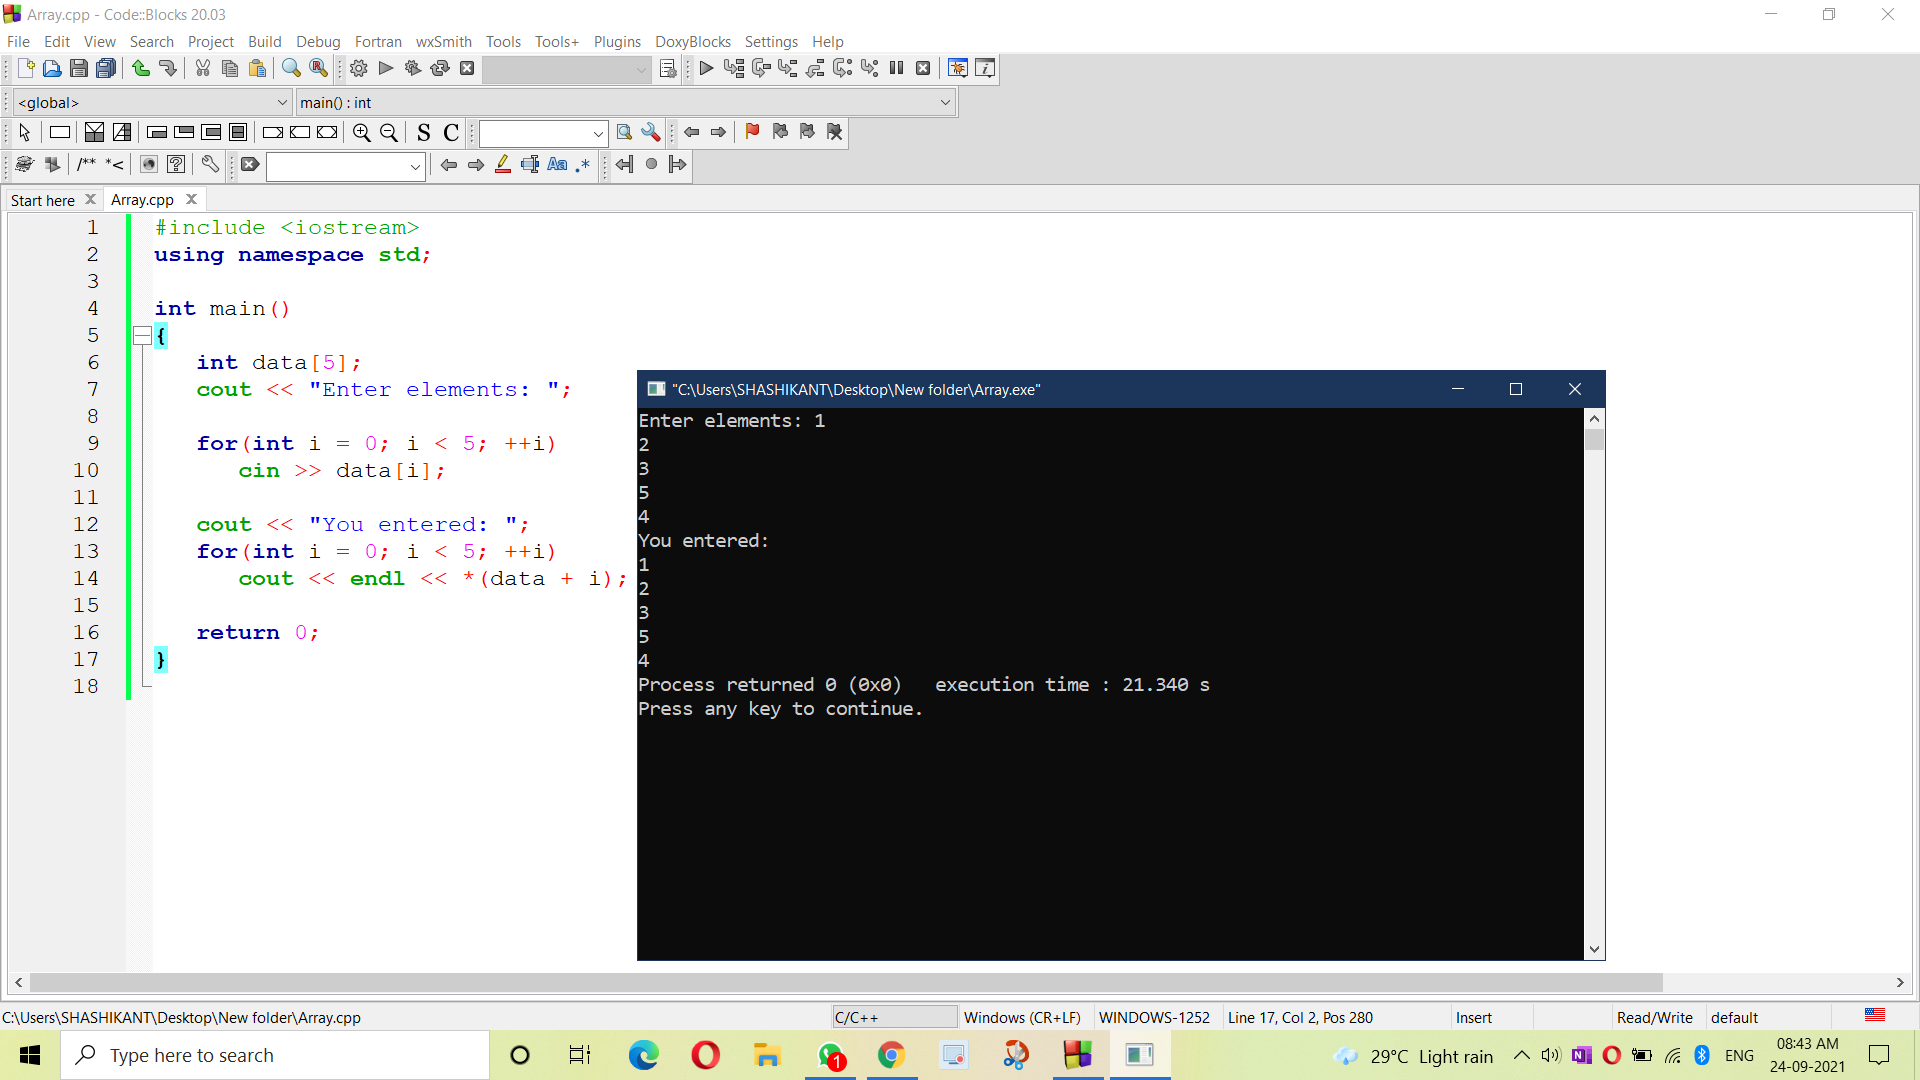 Array.cpp - Code::Blocks 20.03
File Edit View Search Project Build Debug Fortran wxSmith Tools Tools+ Plugins DoxyBlocks Settings Help
<global> main() : int
S C
/** *<
Aa .*
Start here Array.cpp
1 #include <iostream>
2 using namespace std;
3
4 int main()
5 {
6 int data[5];
7 cout << "Enter elements: ";
8
9 for(int i = 0; i < 5; ++i)
10 cin >> data[i];
11
12 cout << "You entered: ";
13 for(int i = 0; i < 5; ++i)
14 cout << endl << *(data + i);
15
16 return 0;
17 }
18
"C:\Users\SHASHIKANT\Desktop\New folder\Array.exe"
Enter elements: 1
2
3
5
4
You entered:
1
2
3
5
4
Process returned 0 (0x0) execution time : 21.340 s
Press any key to continue.
C:\Users\SHASHIKANT\Desktop\New folder\Array.cpp C/C++ Windows (CR+LF) WINDOWS-1252 Line 17, Col 2, Pos 280 Insert Read/Write default
Type here to search 1 29°C Light rain ENG 08:43 AM
24-09-2021